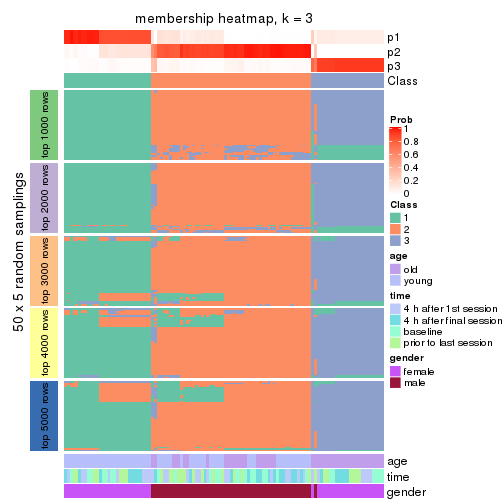 membership heatmap, k = 3
p1
p2
p3
Class
50 x 5 random samplings
top 1000 rows
top 2000 rows
top 3000 rows
top 4000 rows
top 5000 rows
Prob
1
0.8
0.6
0.4
0.2
0
Class
1
2
3
age
old
young
time
4 h after 1st session
4 h after final session
baseline
prior to last session
gender
female
male
age
time
gender